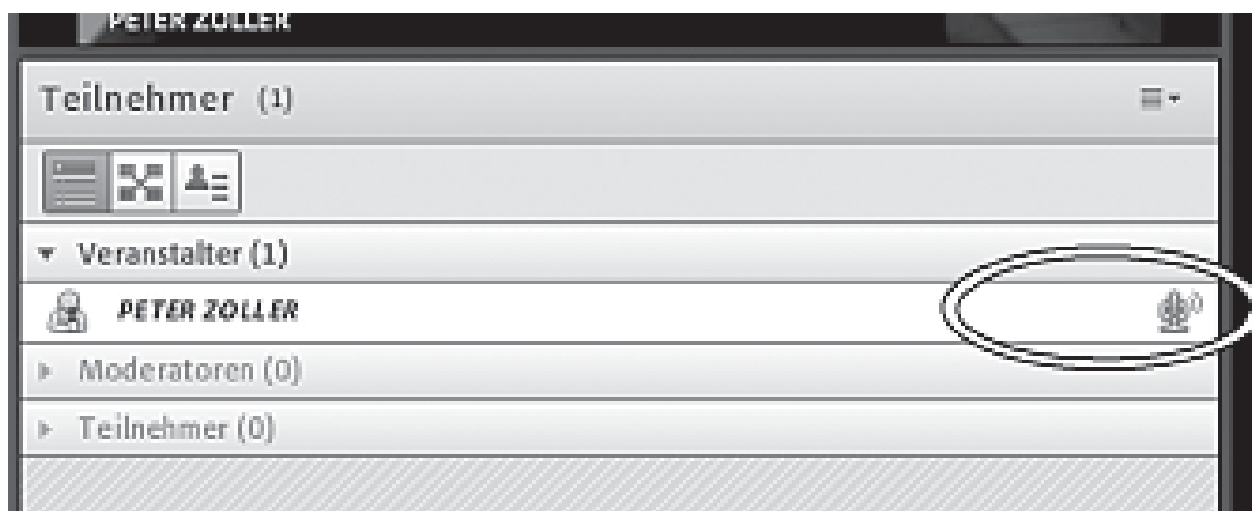 PETER ZOLLER
Teilnehmer (1)
Veranstalter (1)
PETER ZOLLER
Moderatoren (0)
Teilnehmer (0)